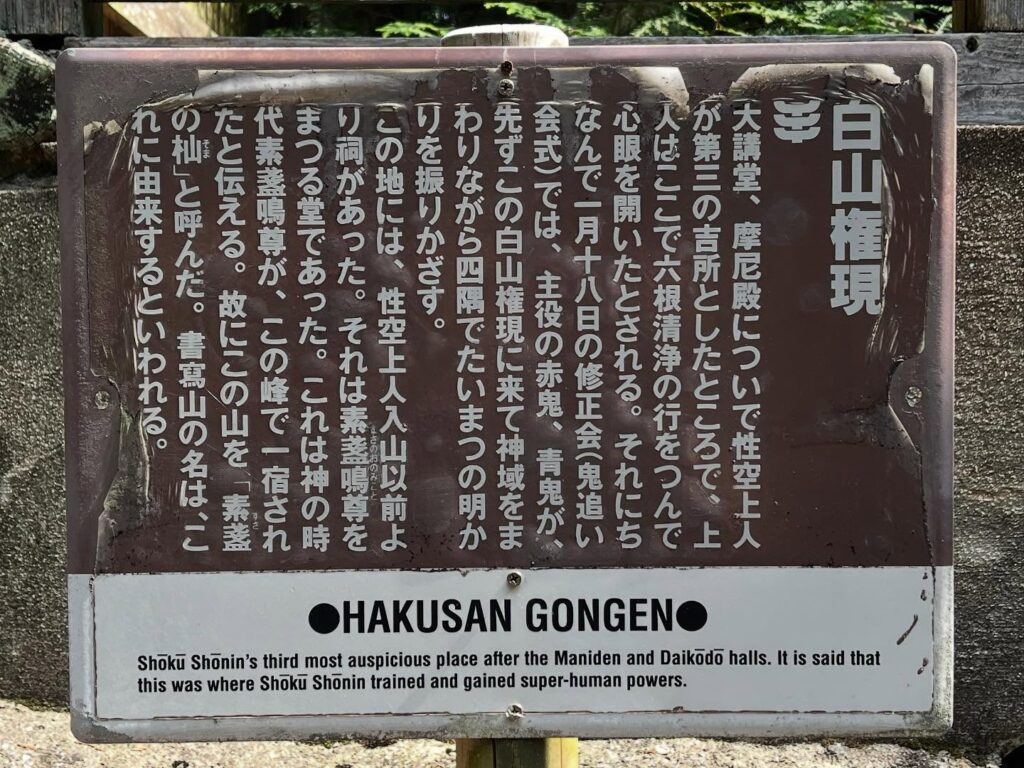 白山権現
大講堂、摩尼殿についで性空上人
が第三の吉所としたところで、上
人はここで六根清浄の行をつんで
心眼を開いたとされる。それにち
なんで一月十八日の修正会(鬼追い
会式)では、主役の赤鬼、青鬼が、
先ずこの白山権現に来て神域をま
わりながら四隅でたいまつの明か
りを振りかざす。
この地には、性空上人入山以前よ
り祠があった。それは素盞鳴尊を
まつる堂であった。これは神の時
代素盞鳴尊が、この峰で一宿され
たと伝える。故にこの山を「素盞
の杣」と呼んだ。書寫山の名は、こ
れに由来するといわれる。
●HAKUSAN GONGEN●
Shōkū Shōnin's third most auspicious place after the Maniden and Daikōdō halls. It is said that
this was where Shōkū Shōnin trained and gained super-human powers.